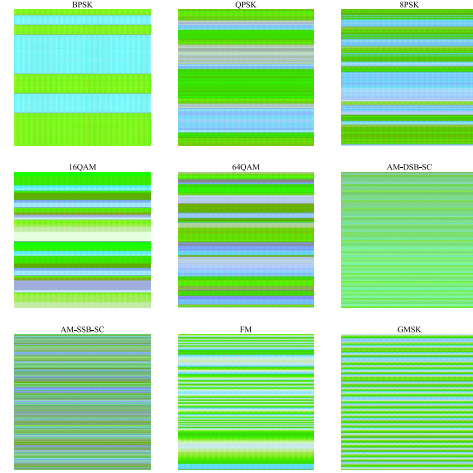 BPSK
QPSK
8PSK
16QAM
64QAM
AM-DSB-SC
AM-SSB-SC
FM
GMSK